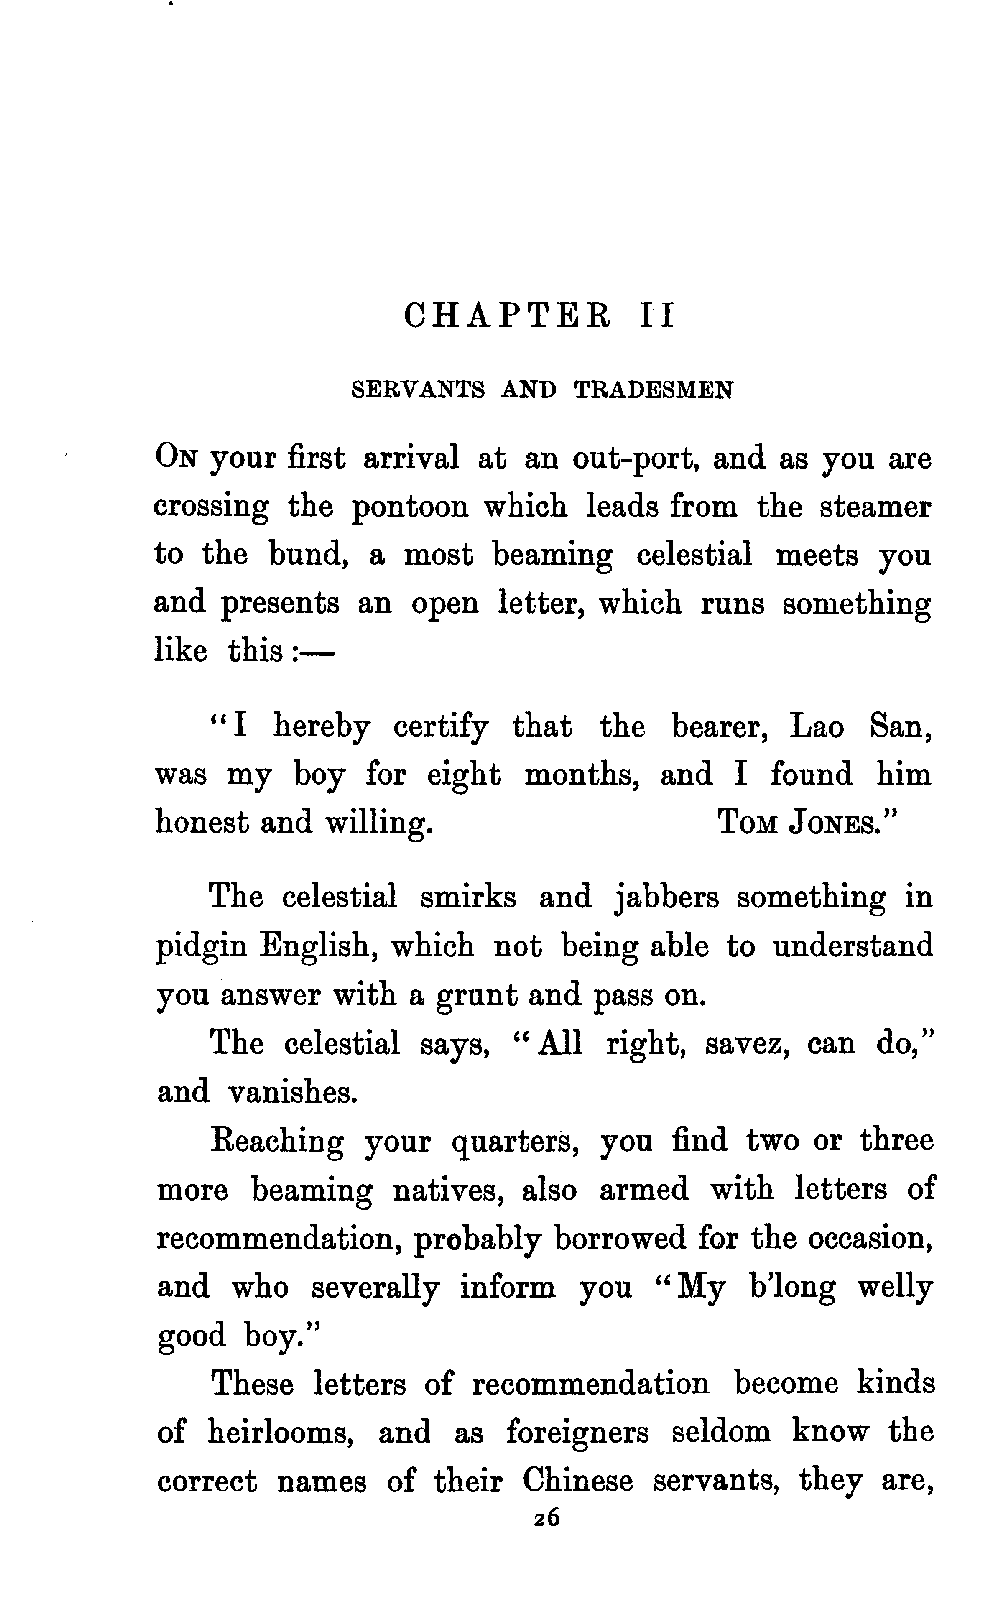 CHAPTER II
SERVANTS AND TRADESMEN
ON your first arrival at an out-port, and as you are
crossing the pontoon which leads from the steamer
to the bund, a most beaming celestial meets you
and presents an open letter, which runs something
like this :—
“I hereby certify that the bearer, Lao San,
was my boy for eight months, and I found him
honest and willing. TOM JONES.”
The celestial smirks and jabbers something in
pidgin English, which not being able to understand
you answer with a grunt and pass on.
The celestial says, “All right, savez, can do,”
and vanishes.
Reaching your quarters, you find two or three
more beaming natives, also armed with letters of
recommendation, probably borrowed for the occasion,
and who severally inform you “My b’long welly
good boy.”
These letters of recommendation become kinds
of heirlooms, and as foreigners seldom know the
correct names of their Chinese servants, they are,
26